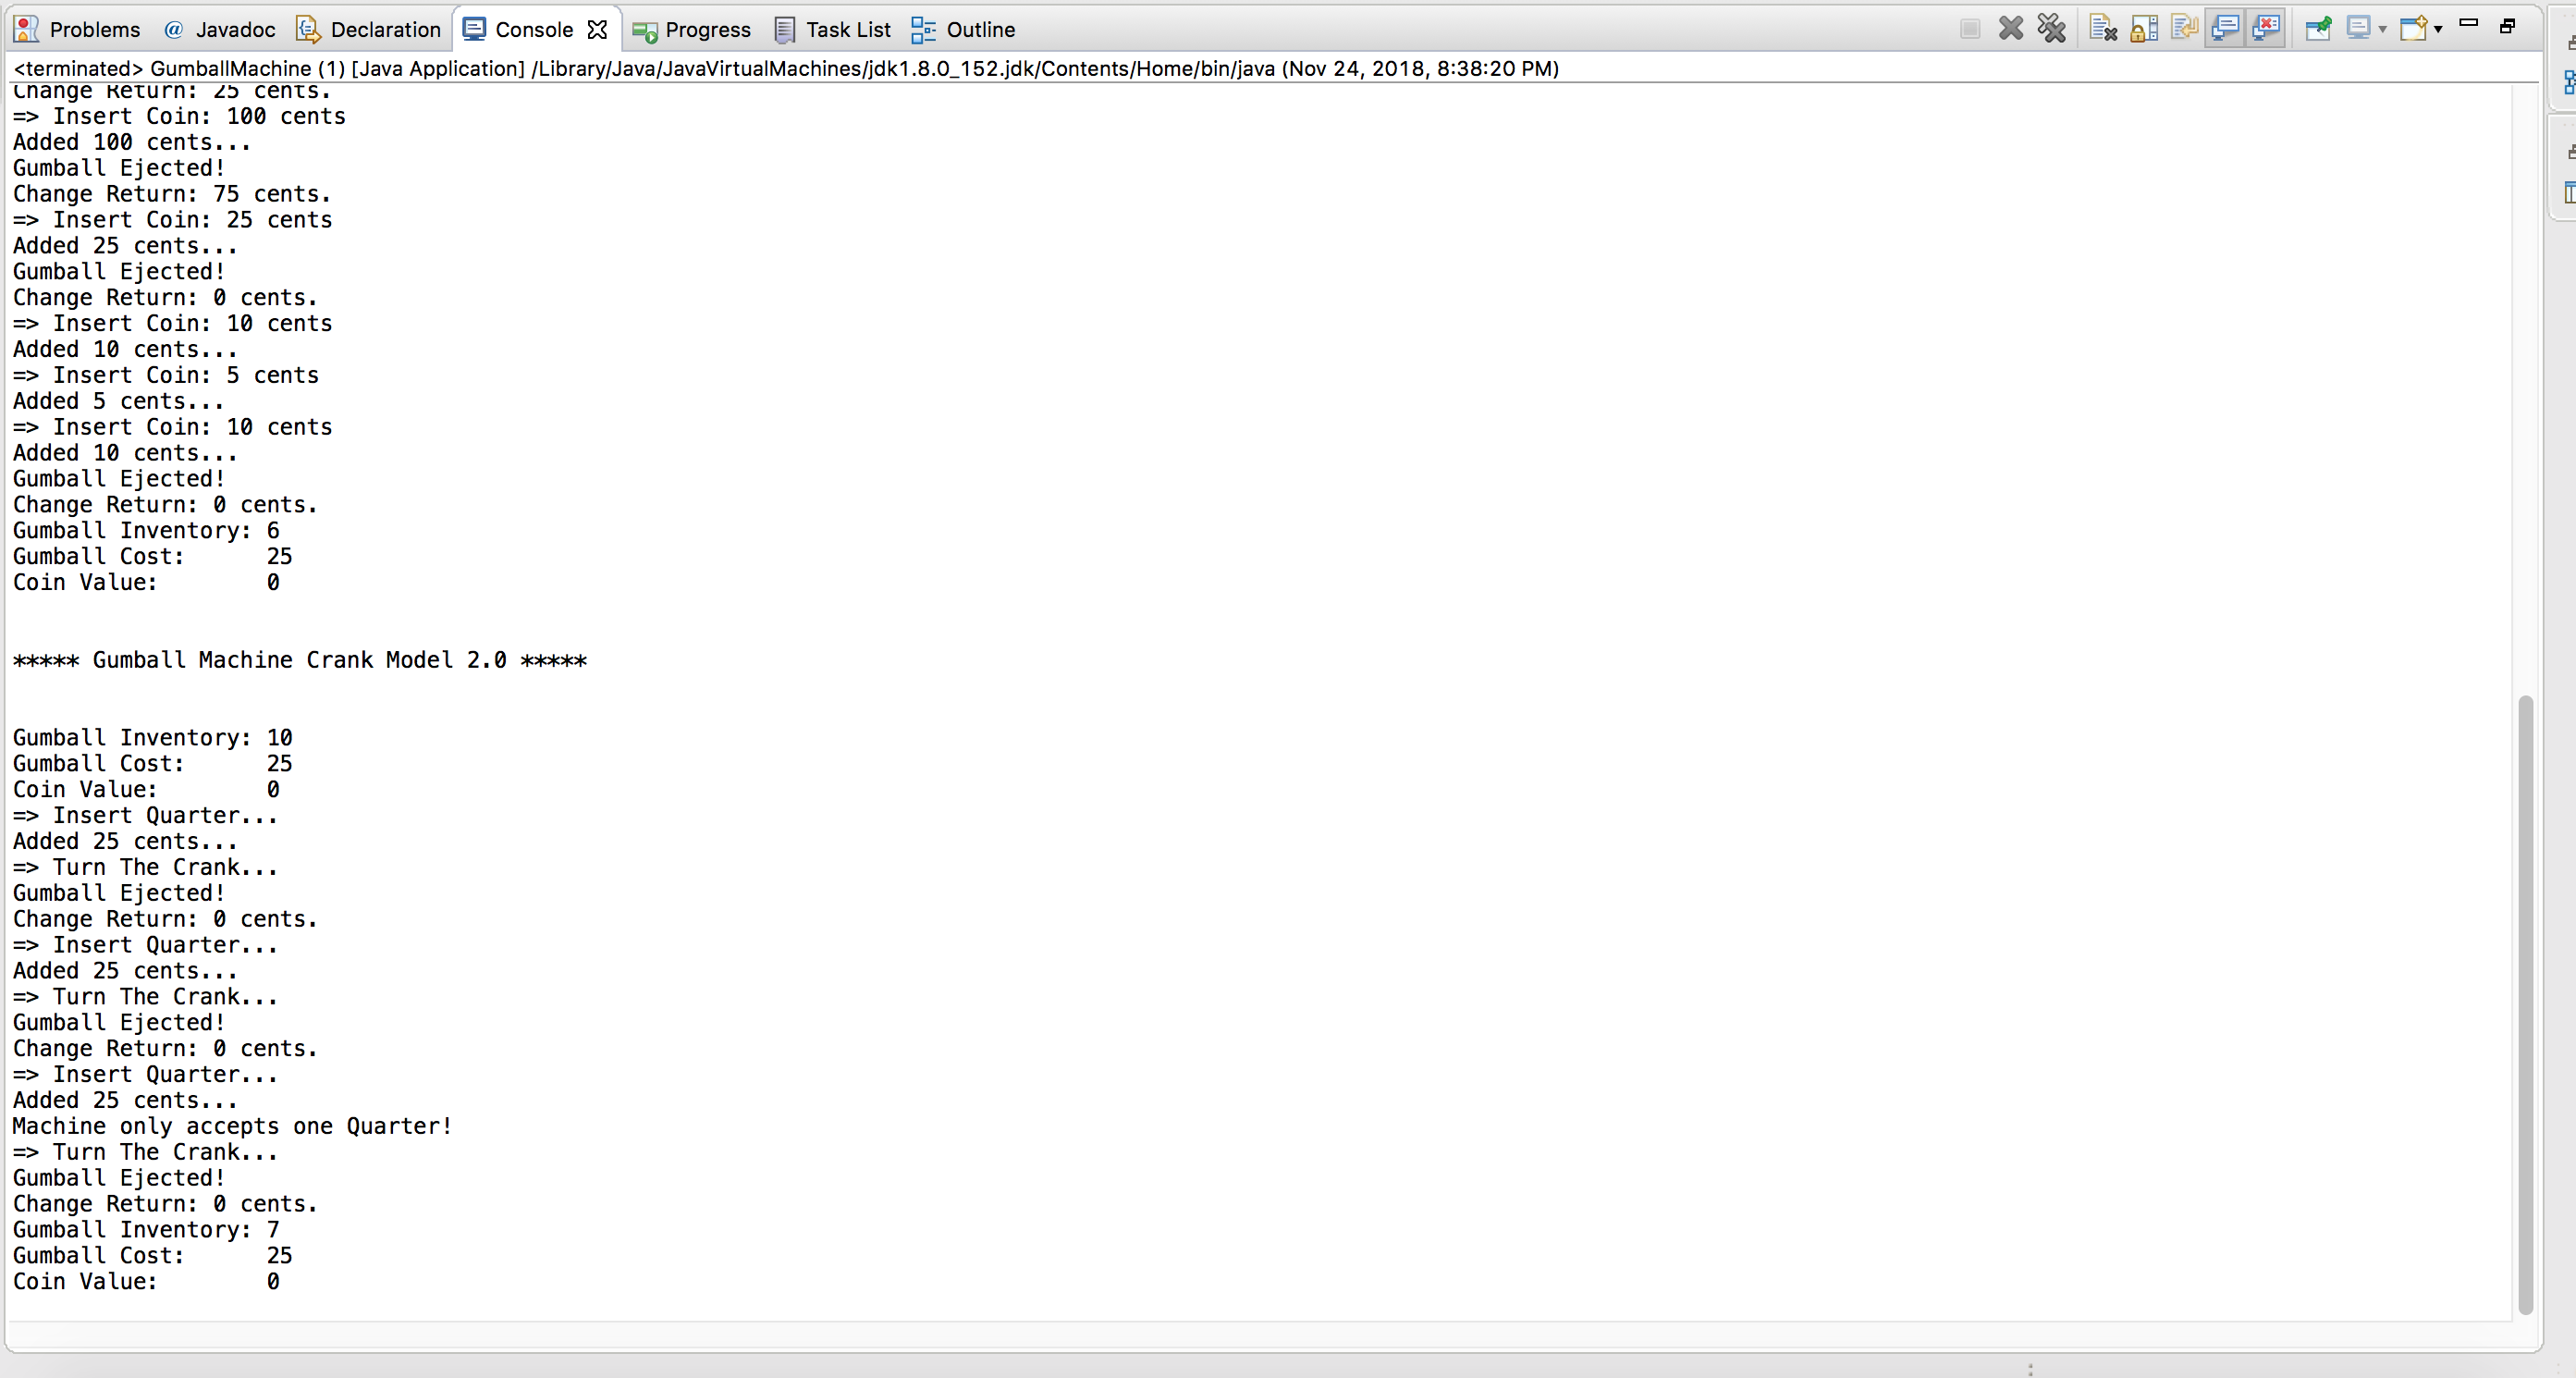 Problems @ Javadoc Declaration Console Progress Task List Outline
<terminated> GumballMachine (1) [Java Application] /Library/Java/JavaVirtualMachines/jdk1.8.0_152.jdk/Contents/Home/bin/java (Nov 24, 2018, 8:38:20 PM)
Change Return: 25 cents.
=> Insert Coin: 100 cents
Added 100 cents...
Gumball Ejected!
Change Return: 75 cents.
=> Insert Coin: 25 cents
Added 25 cents...
Gumball Ejected!
Change Return: 0 cents.
=> Insert Coin: 10 cents
Added 10 cents...
=> Insert Coin: 5 cents
Added 5 cents...
=> Insert Coin: 10 cents
Added 10 cents...
Gumball Ejected!
Change Return: 0 cents.
Gumball Inventory: 6
Gumball Cost:      25
Coin Value:        0
***** Gumball Machine Crank Model 2.0 *****
Gumball Inventory: 10
Gumball Cost:      25
Coin Value:        0
=> Insert Quarter...
Added 25 cents...
=> Turn The Crank...
Gumball Ejected!
Change Return: 0 cents.
=> Insert Quarter...
Added 25 cents...
=> Turn The Crank...
Gumball Ejected!
Change Return: 0 cents.
=> Insert Quarter...
Added 25 cents...
Machine only accepts one Quarter!
=> Turn The Crank...
Gumball Ejected!
Change Return: 0 cents.
Gumball Inventory: 7
Gumball Cost:      25
Coin Value:        0